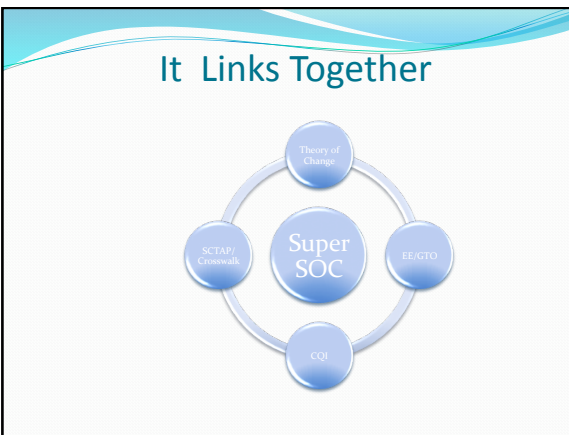 It Links Together
Theory of
Change
SCTAP/
Crosswalk
Super
SOC
EE/GTO
CQI